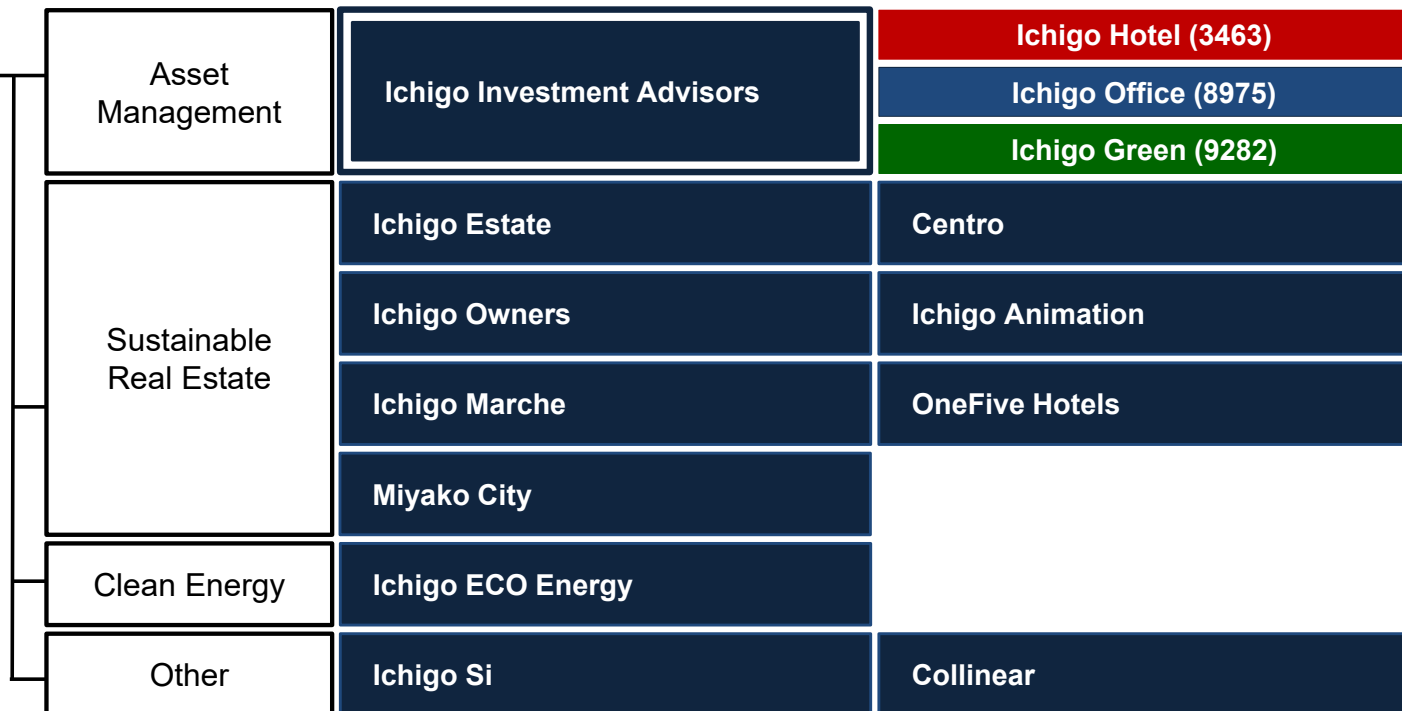 Asset
Management
Ichigo Investment Advisors
Ichigo Hotel (3463)
Ichigo Office (8975)
Ichigo Green (9282)
Sustainable
Real Estate
Ichigo Estate
Centro
Ichigo Owners
Ichigo Animation
Ichigo Marche
OneFive Hotels
Miyako City
Clean Energy
Ichigo ECO Energy
Other
Ichigo Si
Collinear